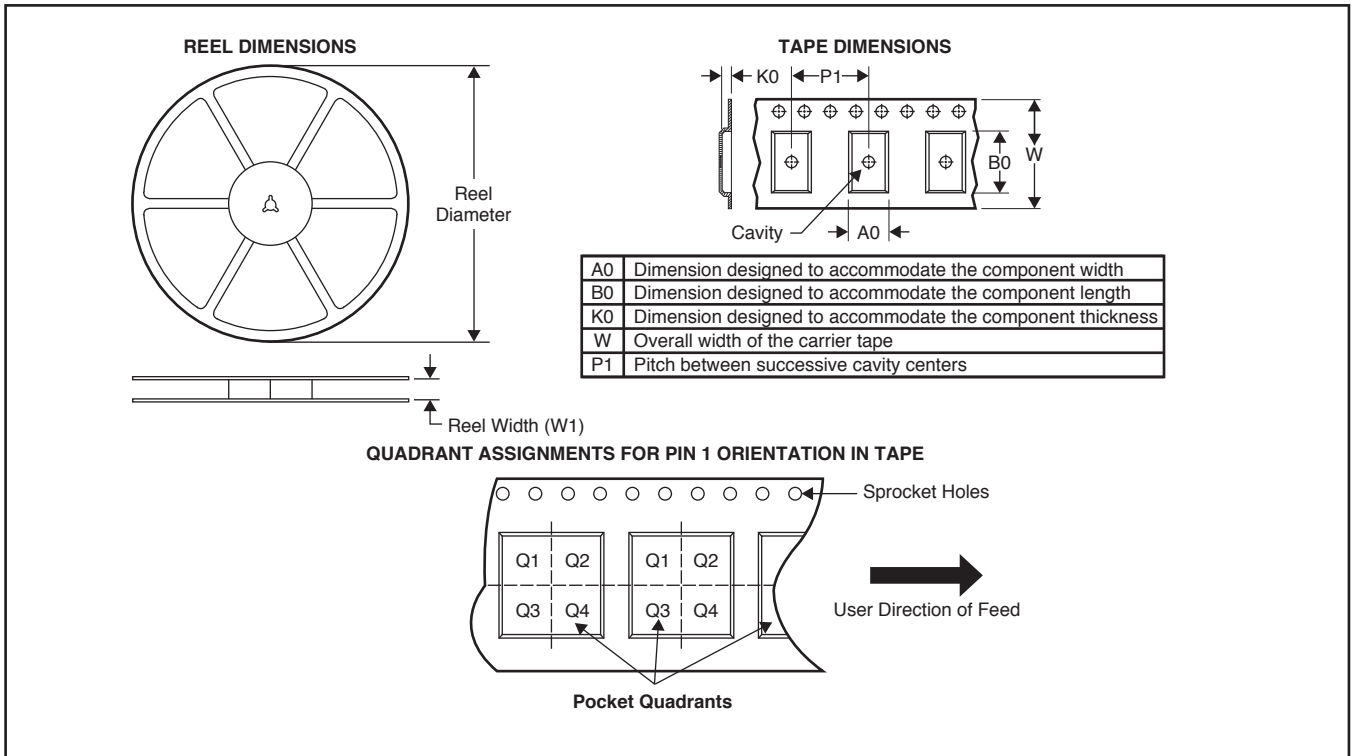 REEL DIMENSIONS
Reel
Diameter
Reel Width (W1)
TAPE DIMENSIONS
K0
P1
B0
W
Cavity
A0
A0 Dimension designed to accommodate the component width
B0 Dimension designed to accommodate the component length
K0 Dimension designed to accommodate the component thickness
W Overall width of the carrier tape
P1 Pitch between successive cavity centers
QUADRANT ASSIGNMENTS FOR PIN 1 ORIENTATION IN TAPE
Sprocket Holes
Q1 Q2 Q1 Q2
Q3 Q4 Q3 Q4
User Direction of Feed
Pocket Quadrants